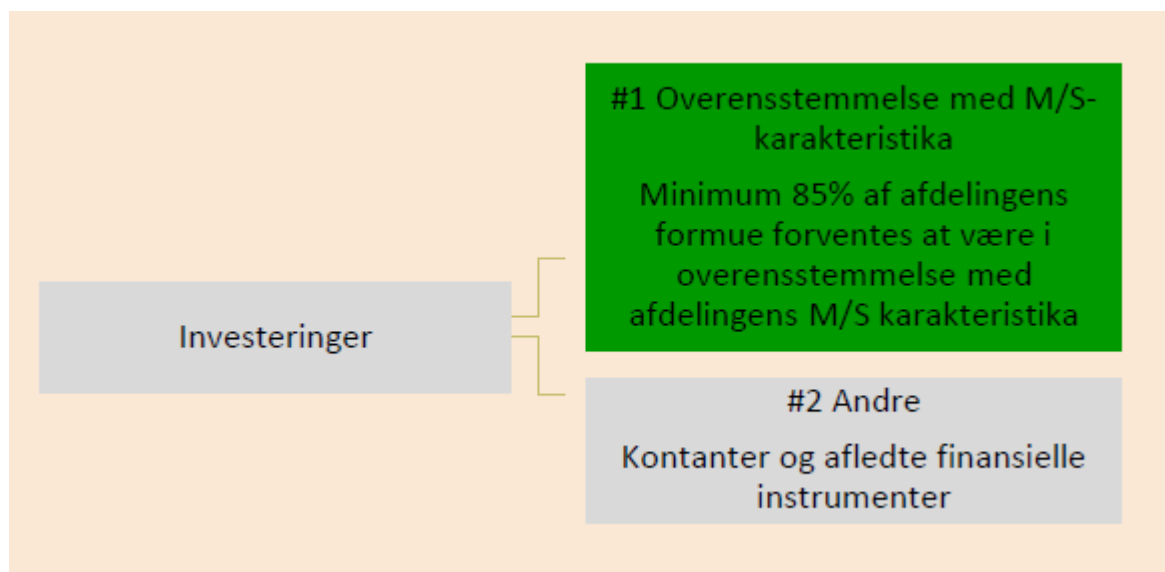 #1 Overensstemmelse med M/S-
karakteristika
Minimum 85% af afdelingens
formue forventes at være i
overensstemmelse med
afdelingens M/S karakteristika
Investeringer
#2 Andre
Kontanter og afledte finansielle
instrumenter